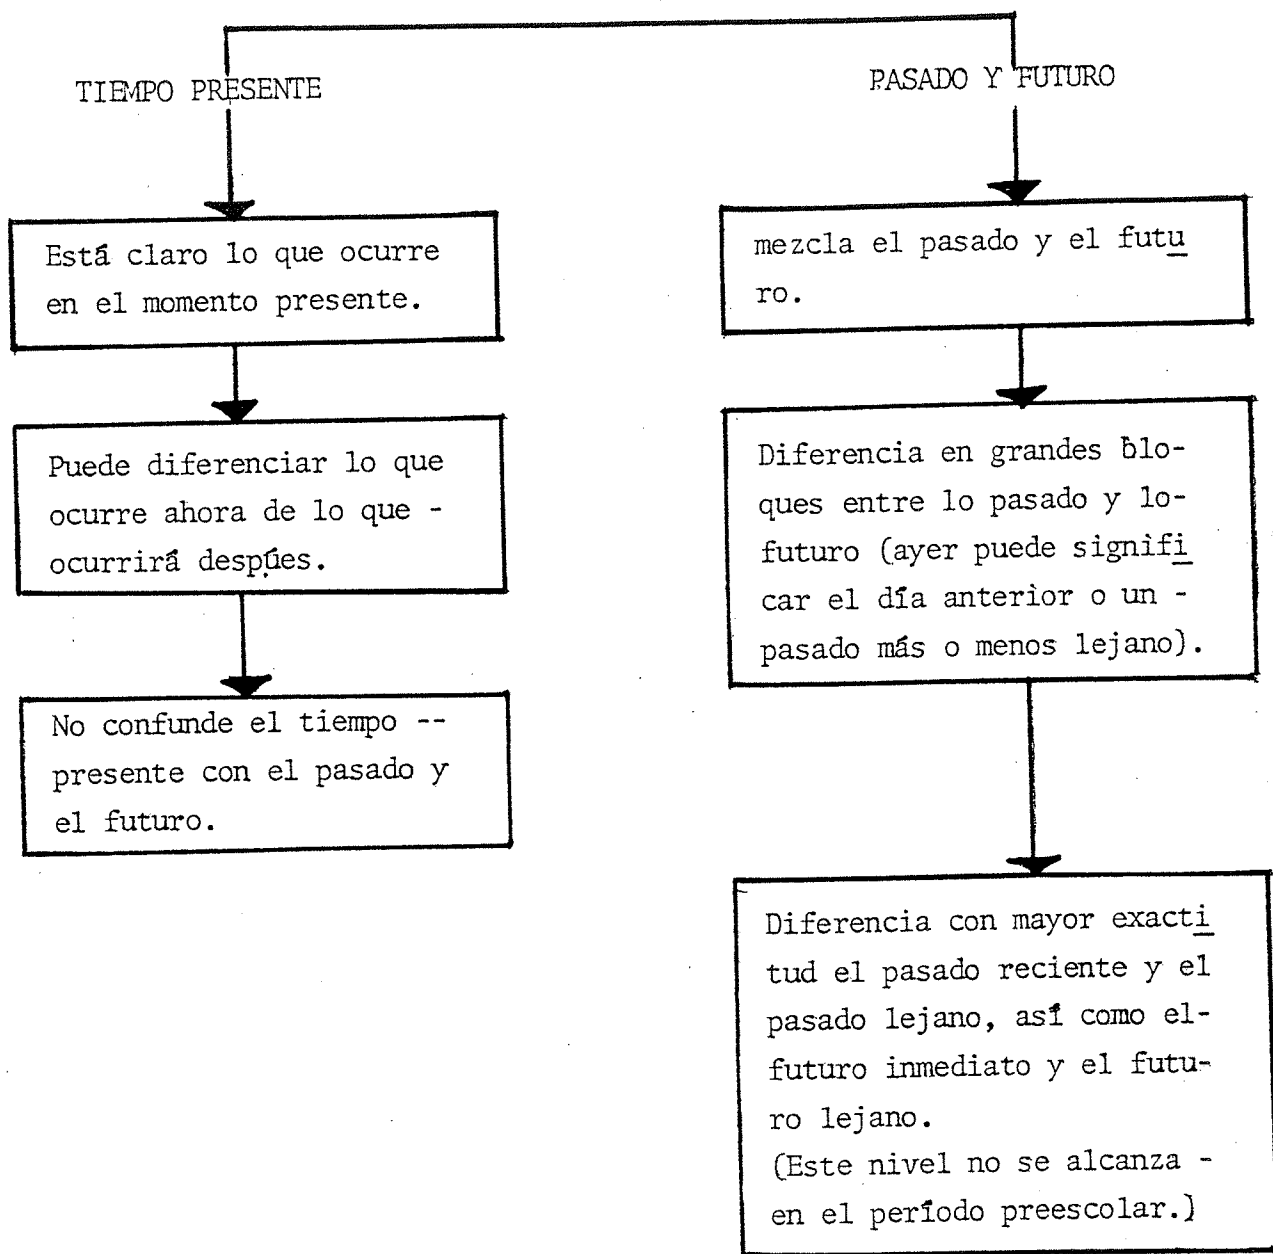 TIEMPO PRESENTE
PASADO Y FUTURO
Está claro lo que ocurre
en el momento presente.
Puede diferenciar lo que
ocurre ahora de lo que -
ocurrirá despúes.
No confunde el tiempo --
presente con el pasado y
el futuro.
mezcla el pasado y el futu
ro.
Diferencia en grandes blo-
ques entre lo pasado y lo-
futuro (ayer puede signifi
car el día anterior o un -
pasado más o menos lejano).
Diferencia con mayor exacti
tud el pasado reciente y el
pasado lejano, así como el-
futuro inmediato y el futu-
ro lejano.
(Este nivel no se alcanza -
en el período preescolar.)